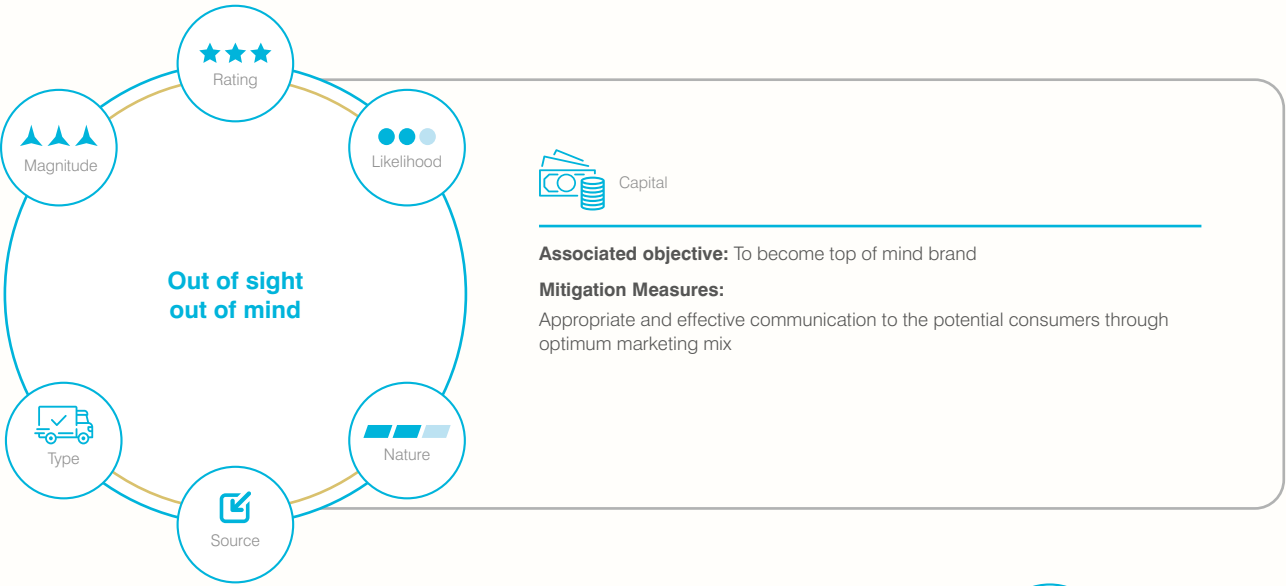 Rating
Magnitude
Likelihood
Out of sight
out of mind
Type
Nature
Source
Capital
Associated objective: To become top of mind brand
Mitigation Measures:
Appropriate and effective communication to the potential consumers through
optimum marketing mix